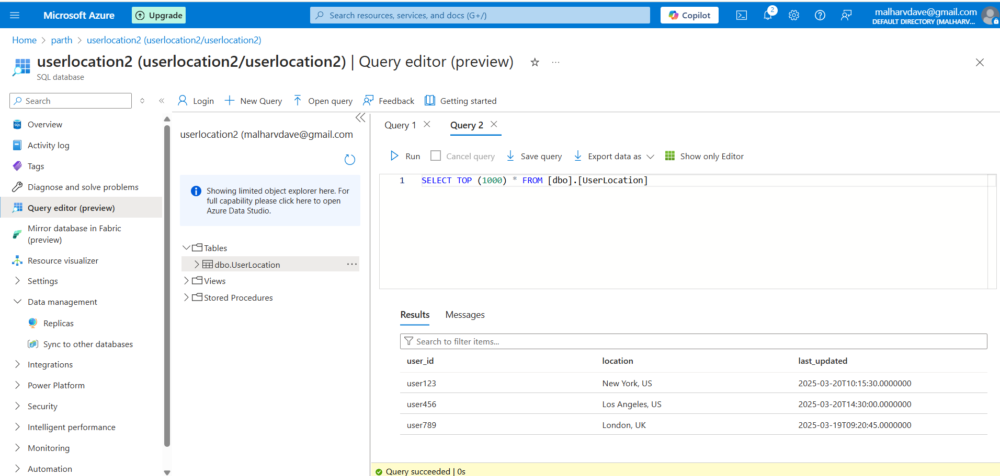 Microsoft Azure
Upgrade
Search resources, services, and docs (G+/)
Copilot
2
malharvdave@gmail.com
DEFAULT DIRECTORY (MALHARV...
Home > parth > userlocation2 (userlocation2/userlocation2)
userlocation2 (userlocation2/userlocation2) | Query editor (preview)
SQL database
Search
Login
New Query
Open query
Feedback
Getting started
Overview
Activity log
Tags
Diagnose and solve problems
Query editor (preview)
Mirror database in Fabric
(preview)
Resource visualizer
Settings
Data management
Replicas
Sync to other databases
Integrations
Power Platform
Security
Intelligent performance
Monitoring
Automation
userlocation2 (malharvdave@gmail.com
Showing limited object explorer here. For
full capability please click here to open
Azure Data Studio.
Tables
dbo.UserLocation
Views
Stored Procedures
Query 1
Query 2
Run
Cancel query
Save query
Export data as
Show only Editor
1 SELECT TOP (1000) * FROM [dbo].[UserLocation]
Results
Messages
Search to filter items...
user_id location last_updated
user123 New York, US 2025-03-20T10:15:30.0000000
user456 Los Angeles, US 2025-03-20T14:30:00.0000000
user789 London, UK 2025-03-19T09:20:45.0000000
Query succeeded | 0s